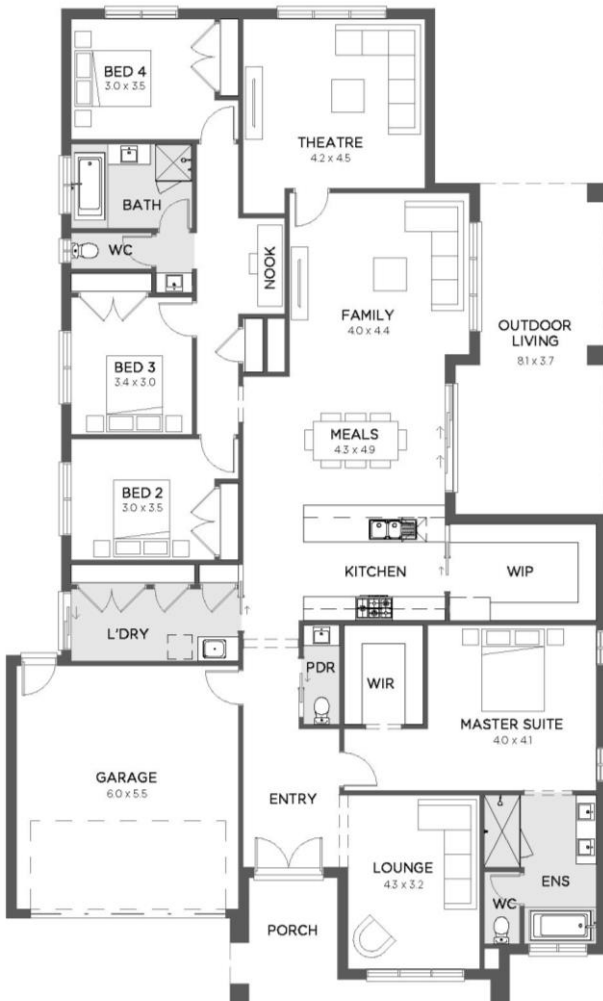 BED 4
3.0 x 3.5
THEATRE
4.2 x 4.5
BATH
WC
NOOK
FAMILY
4.0 x 4.4
OUTDOOR
LIVING
8.1 x 3.7
BED 3
3.4 x 3.0
MEALS
4.3 x 4.9
BED 2
3.0 x 3.5
KITCHEN
WIP
L'DRY
PDR
WIR
MASTER SUITE
4.0 x 4.1
GARAGE
6.0 x 5.5
ENTRY
LOUNGE
4.3 x 3.2
ENS
WC
PORCH